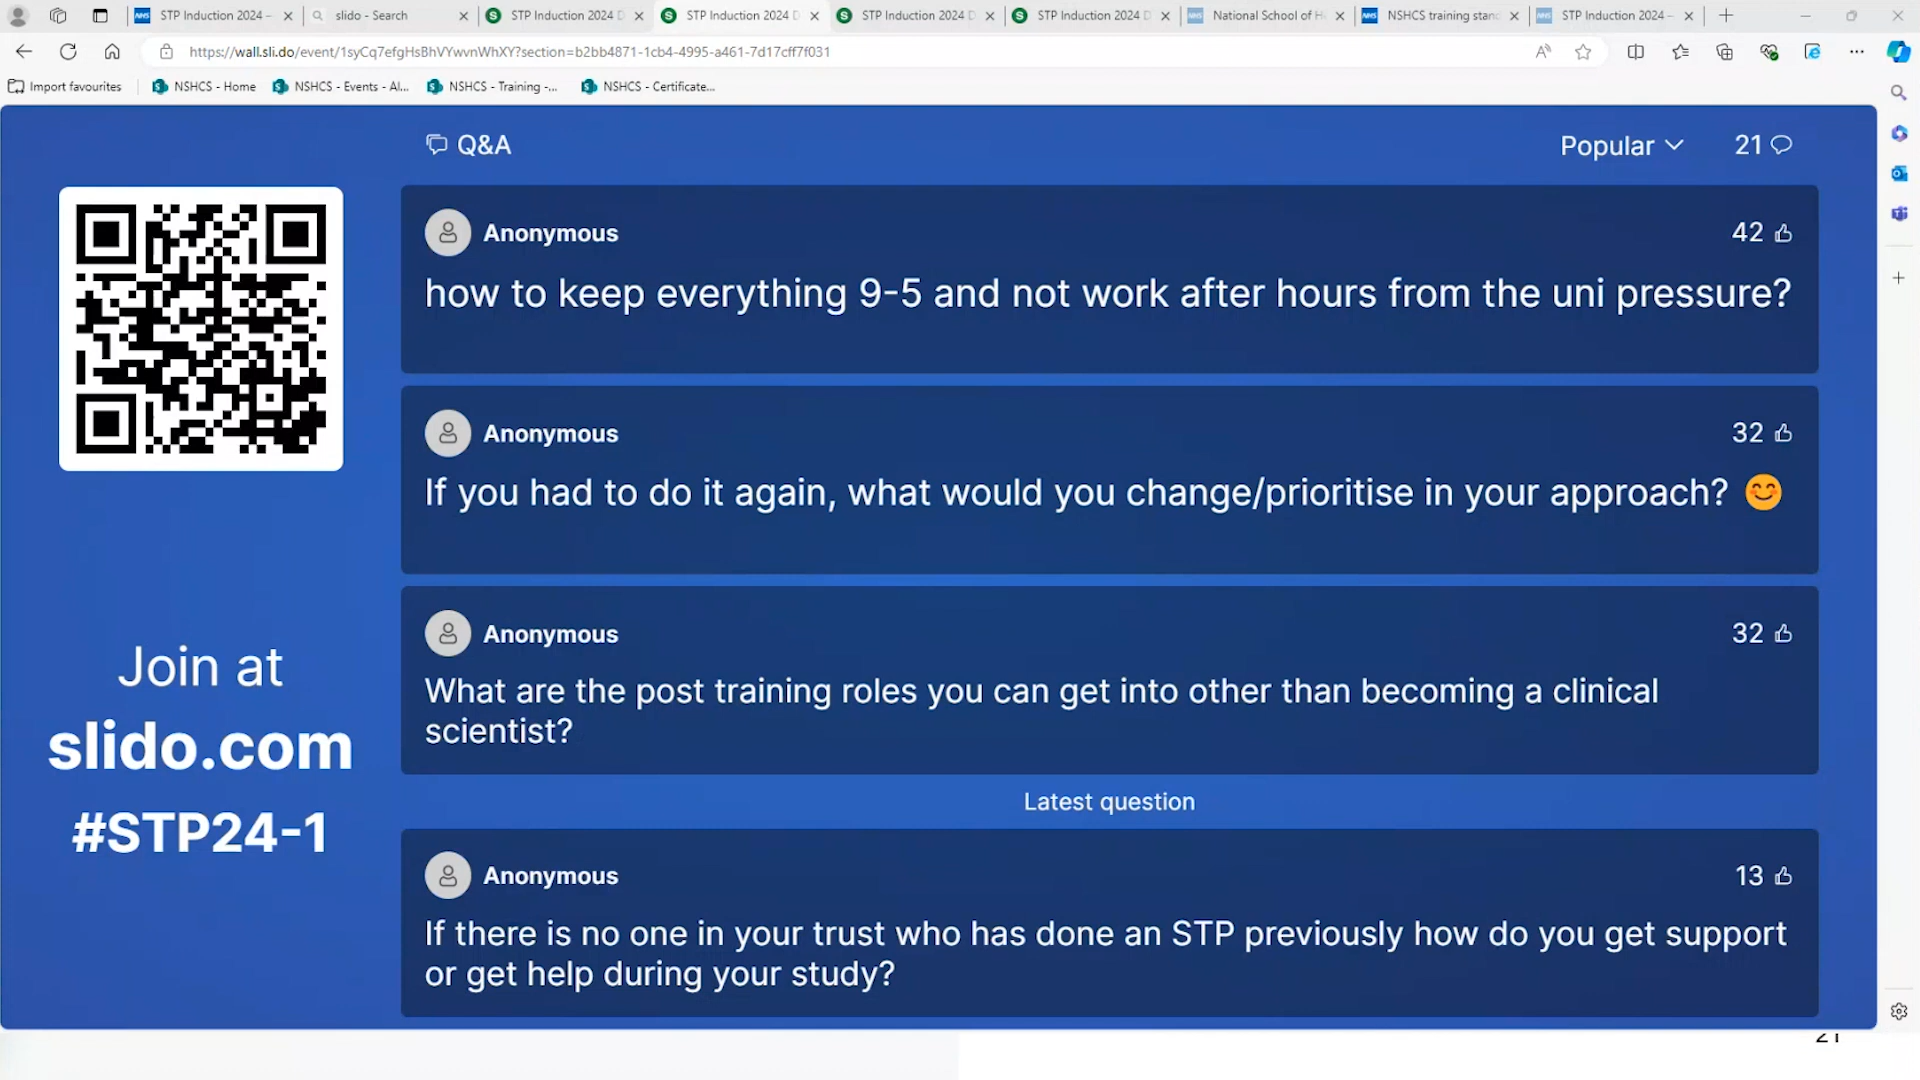 STP Induction 2024 –
slido - Search
STP Induction 2024 D
STP Induction 2024 D
STP Induction 2024 D
STP Induction 2024 D
National School of He
NSHCS training stand
STP Induction 2024 –
https://wall.sli.do/event/1syCq7efgHsBhVYwvnWhXY?section=b2bb4871-1cb4-4995-a461-7d17cff7f031
Import favourites
NSHCS - Home
NSHCS - Events - Al...
NSHCS - Training -...
NSHCS - Certificate...
Q&A
Popular
21
Anonymous
42
how to keep everything 9-5 and not work after hours from the uni pressure?
Anonymous
32
If you had to do it again, what would you change/prioritise in your approach? 😊
Anonymous
32
What are the post training roles you can get into other than becoming a clinical
scientist?
Join at
slido.com
#STP24-1
Latest question
Anonymous
13
If there is no one in your trust who has done an STP previously how do you get support
or get help during your study?
21